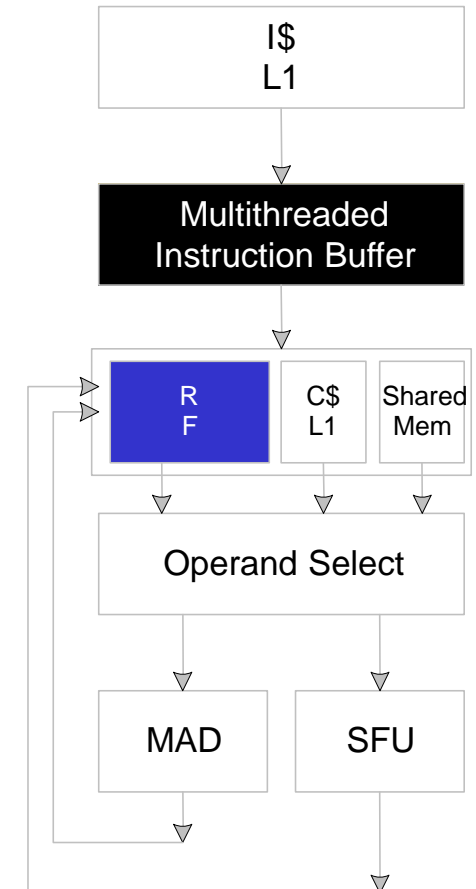 I$
L1
Multithreaded
Instruction Buffer
R
F
C$
L1
Shared
Mem
Operand Select
MAD
SFU